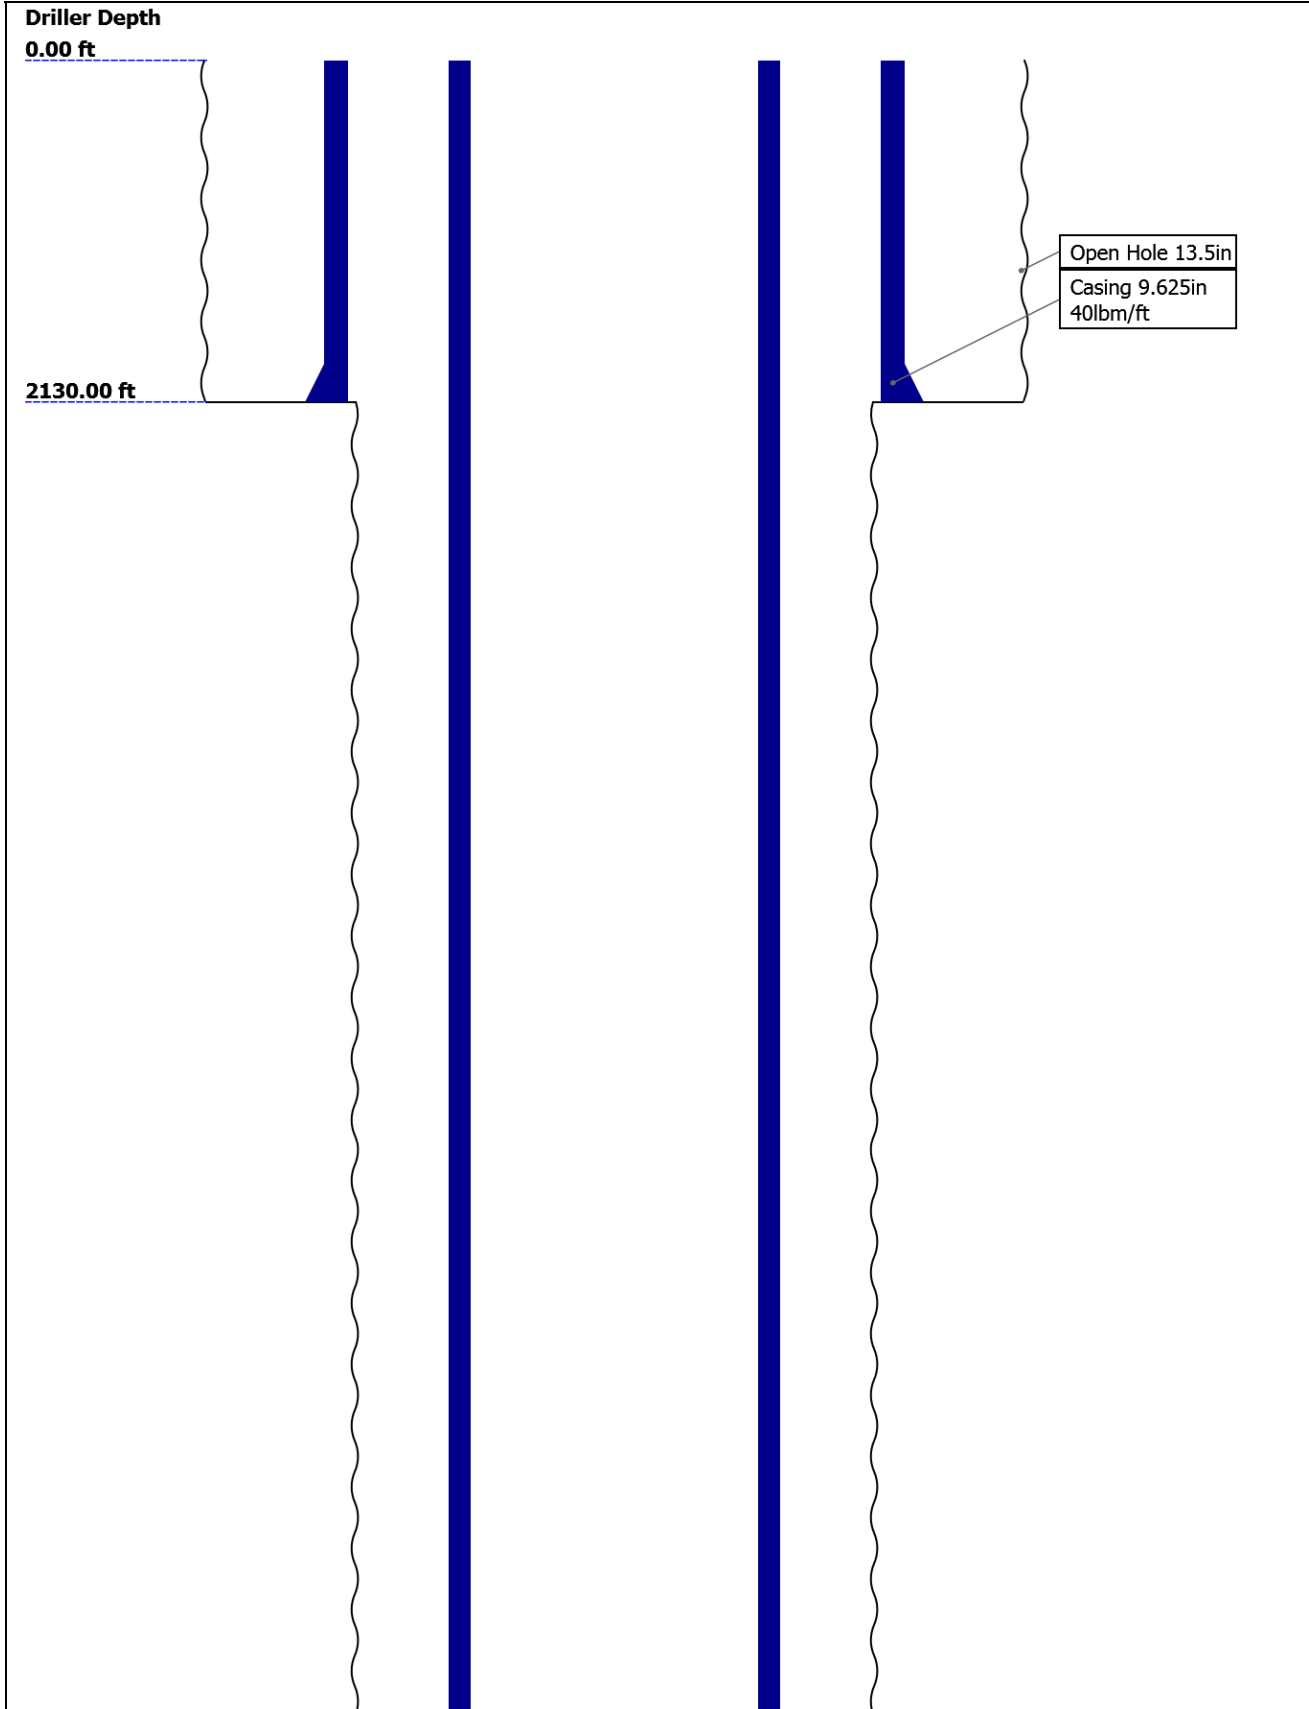 Driller Depth
0.00 ft
Open Hole 13.5in
Casing 9.625in
40lbm/ft
2130.00 ft